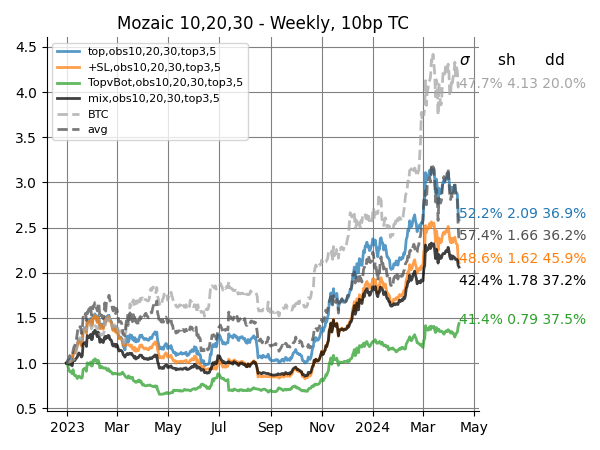 Mozaic 10,20,30 - Weekly, 10bp TC
top,obs10,20,30,top3,5
+SL,obs10,20,30,top3,5
TopvBot,obs10,20,30,top3,5
mix,obs10,20,30,top3,5
BTC
avg
σ sh dd
47.7% 4.13 20.0%
52.2% 2.09 36.9%
57.4% 1.66 36.2%
48.6% 1.62 45.9%
42.4% 1.78 37.2%
41.4% 0.79 37.5%
4.5
4.0
3.5
3.0
2.5
2.0
1.5
1.0
0.5
2023 Mar May Jul Sep Nov 2024 Mar May